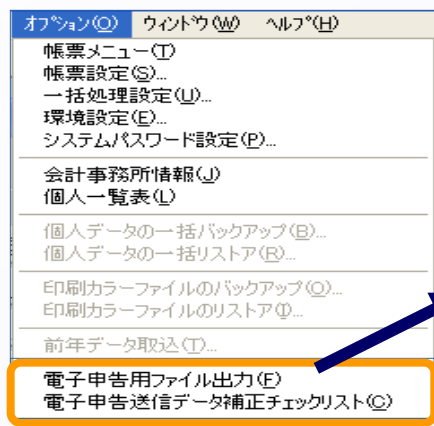 オプション(O) ウィンドウ(W) ヘルプ(H)
帳票メニュー(T)
帳票設定(S)...
一括処理設定(U)...
環境設定(E)...
システムパスワード設定(P)...
会計事務所情報(J)
個人一覧表(L)
個人データの一括バックアップ(B)...
個人データの一括リストア(R)...
印刷カラーファイルのバックアップ(O)...
印刷カラーファイルのリストア(I)...
前年データ取込(T)...
電子申告用ファイル出力(F)
電子申告送信データ補正チェックリスト(C)